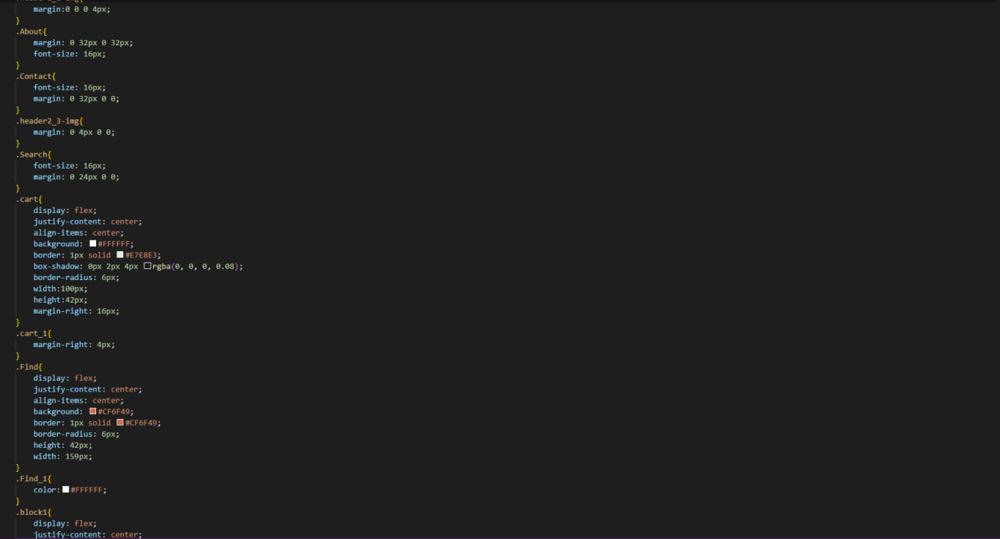 margin:0 0 0 4px;
}
.About{
margin: 0 32px 0 32px;
font-size: 16px;
}
.Contact{
font-size: 16px;
margin: 0 32px 0 0;
}
.header2_3-img{
margin: 0 4px 0 0;
}
.Search{
font-size: 16px;
margin: 0 24px 0 0;
}
.cart{
display: flex;
justify-content: center;
align-items: center;
background: #FFFFFF;
border: 1px solid #E7E8E3;
box-shadow: 0px 2px 4px rgba(0, 0, 0, 0.08);
border-radius: 6px;
width:100px;
height:42px;
margin-right: 16px;
}
.cart_1{
margin-right: 4px;
}
.Find{
display: flex;
justify-content: center;
align-items: center;
background: #CF6F49;
border: 1px solid #CF6F49;
border-radius: 6px;
height: 42px;
width: 159px;
}
.Find_1{
color:#FFFFFF;
}
.block1{
display: flex;
justify-content: center;